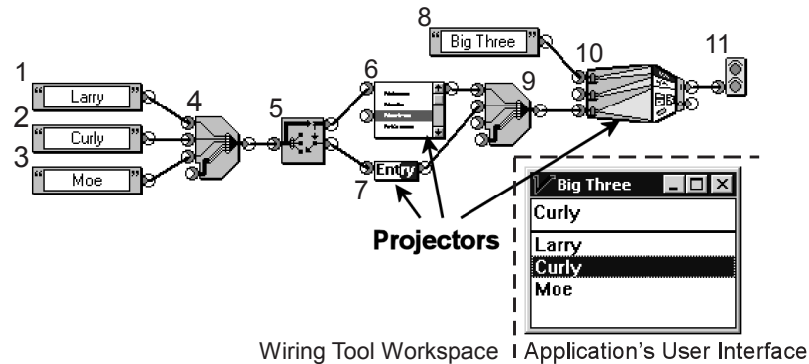 8
“ Big Three ”
10
11
1
“ Larry ”
6
2
4
5
9
“ Curly ”
3
“ Moe ”
7
Entry
Projectors
Big Three
Curly
Larry
Curly
Moe
Wiring Tool Workspace
Application's User Interface